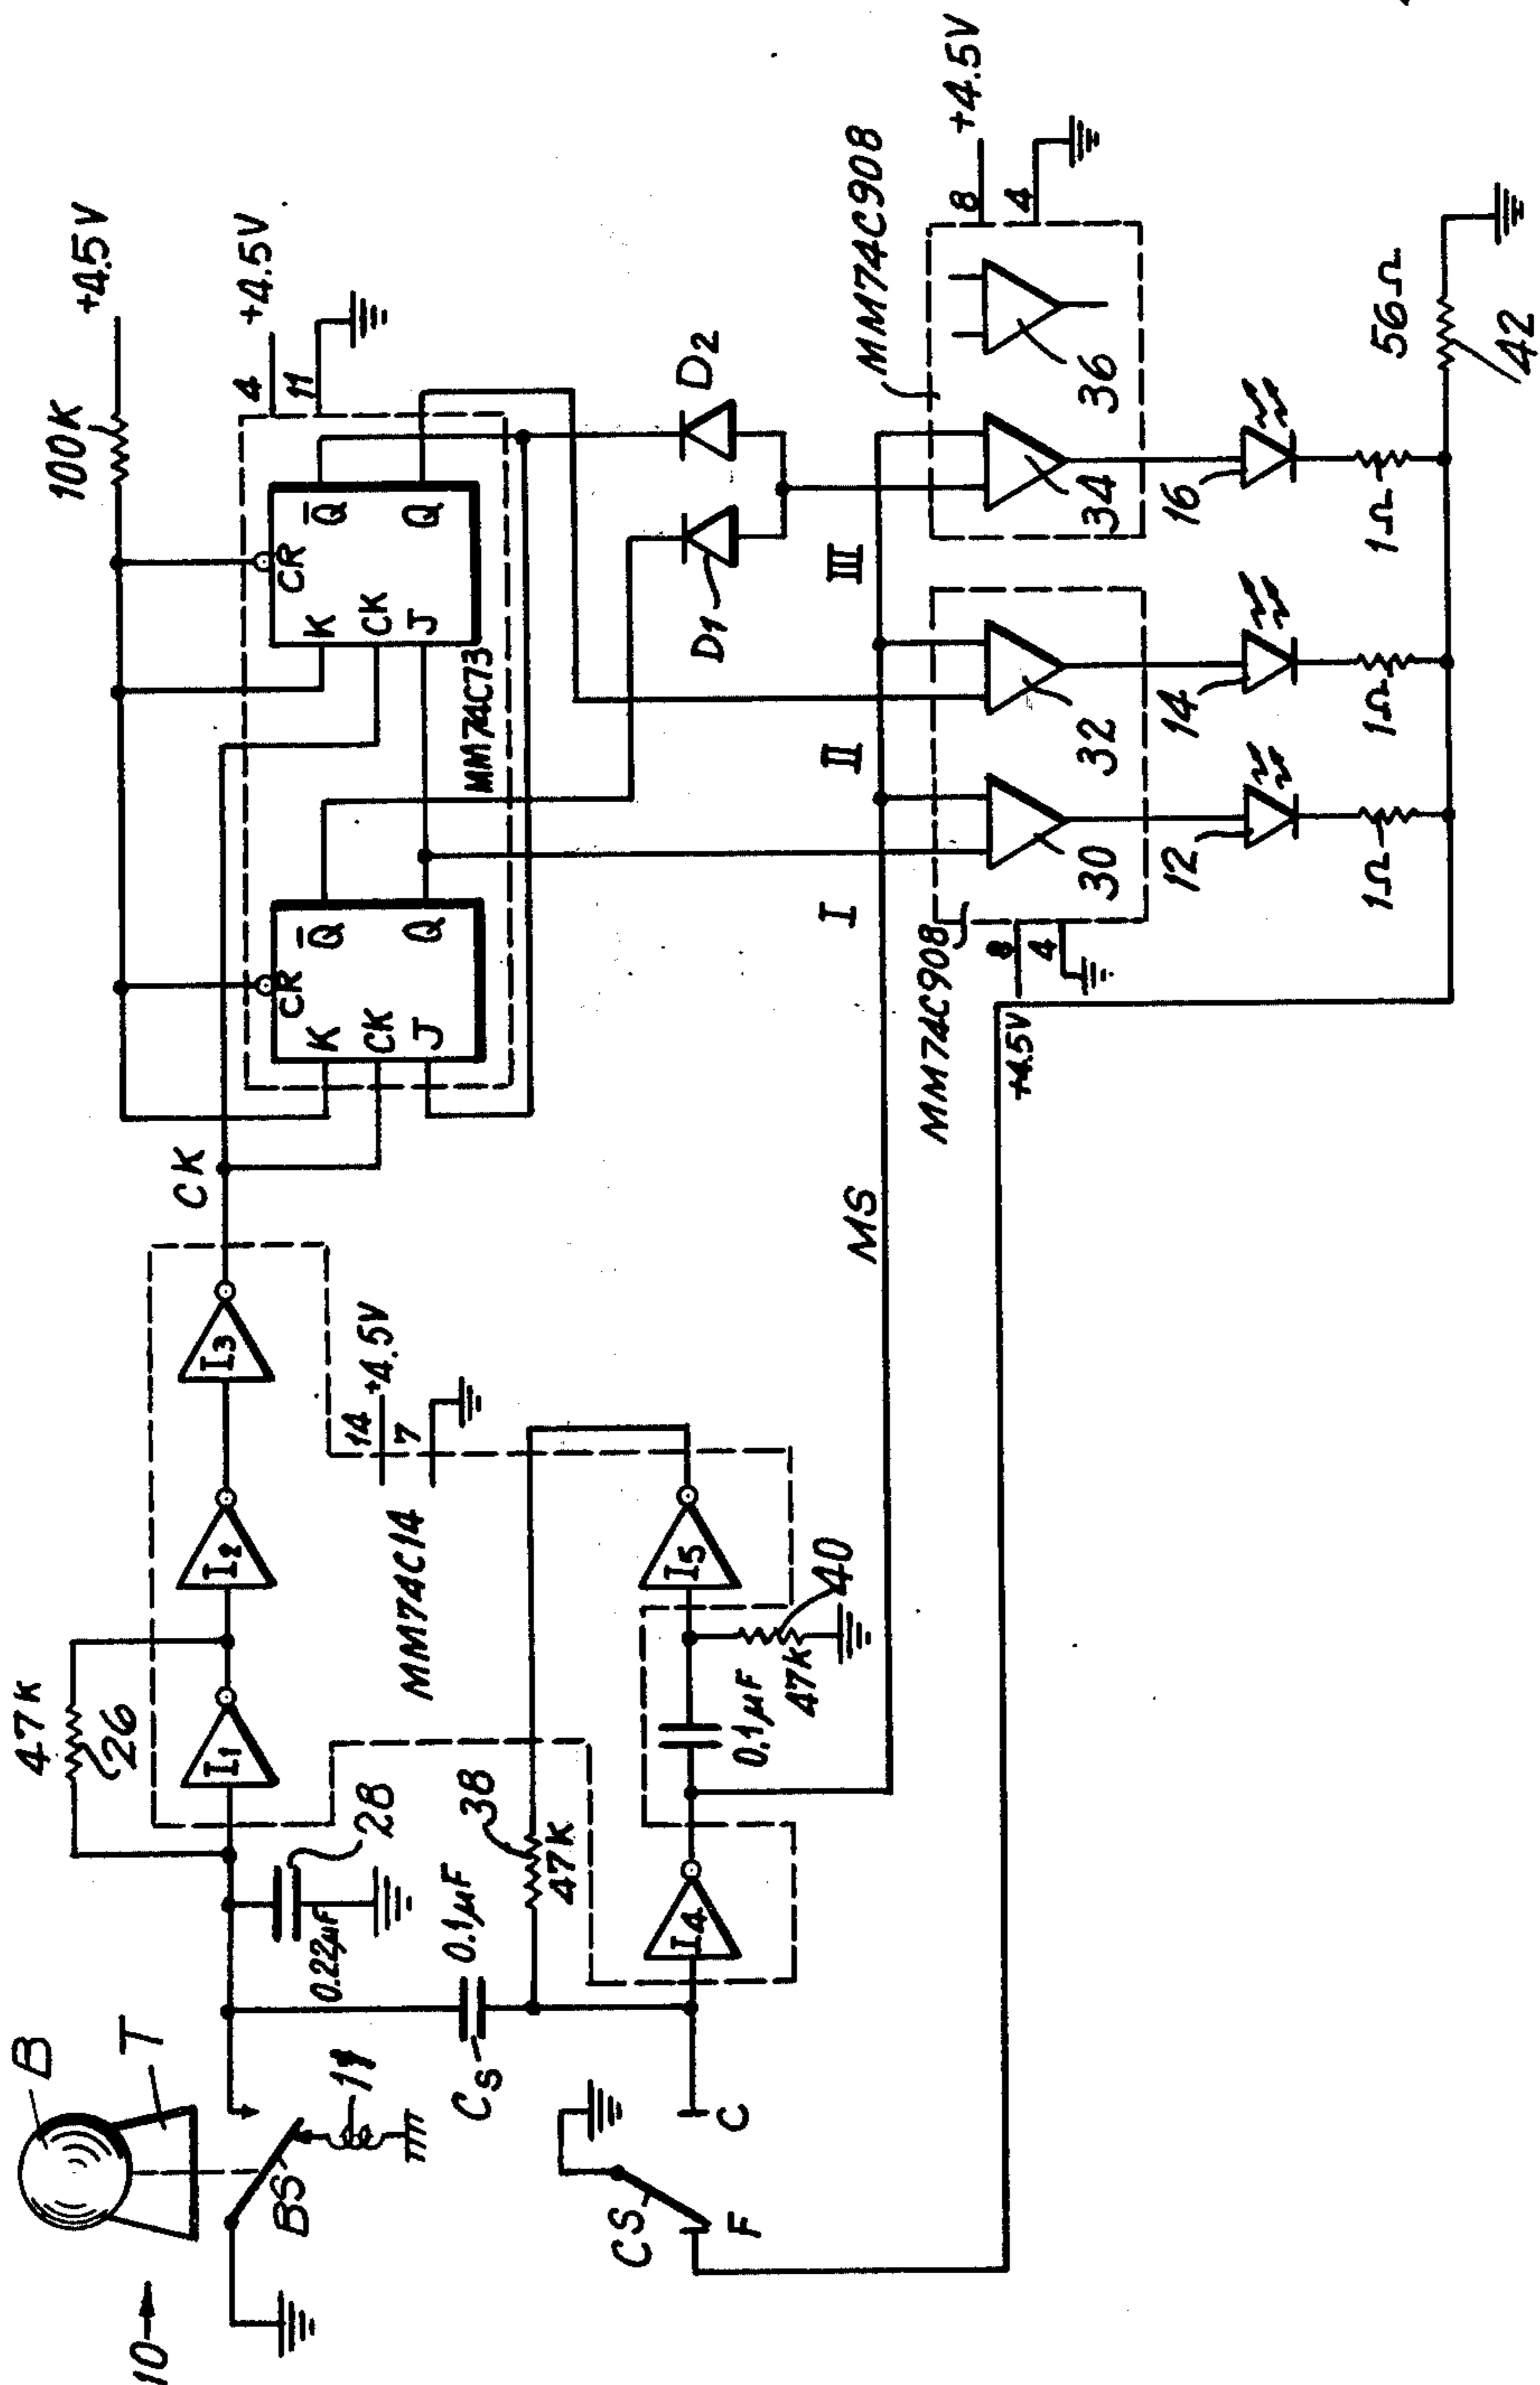 10
B
T
BS
11
47K
26
28
0.22µF
I1
I2
I3
CK
MM74C14
14
+4.5V
7
Cs
0.1µF
38
47K
CS
F
C
I4
0.1µF
47K
40
I5
MS
100K
+4.5V
4
+4.5V
11
CR
K
CK
J
Q̅
Q
CR
K
CK
J
Q̅
Q
MM74C73
D1
D2
I
II
III
MM74C908
8
+4.5V
4
MM74C908
8
4
+4.5V
30
32
34
36
12
14
16
1Ω
1Ω
1Ω
56Ω
42